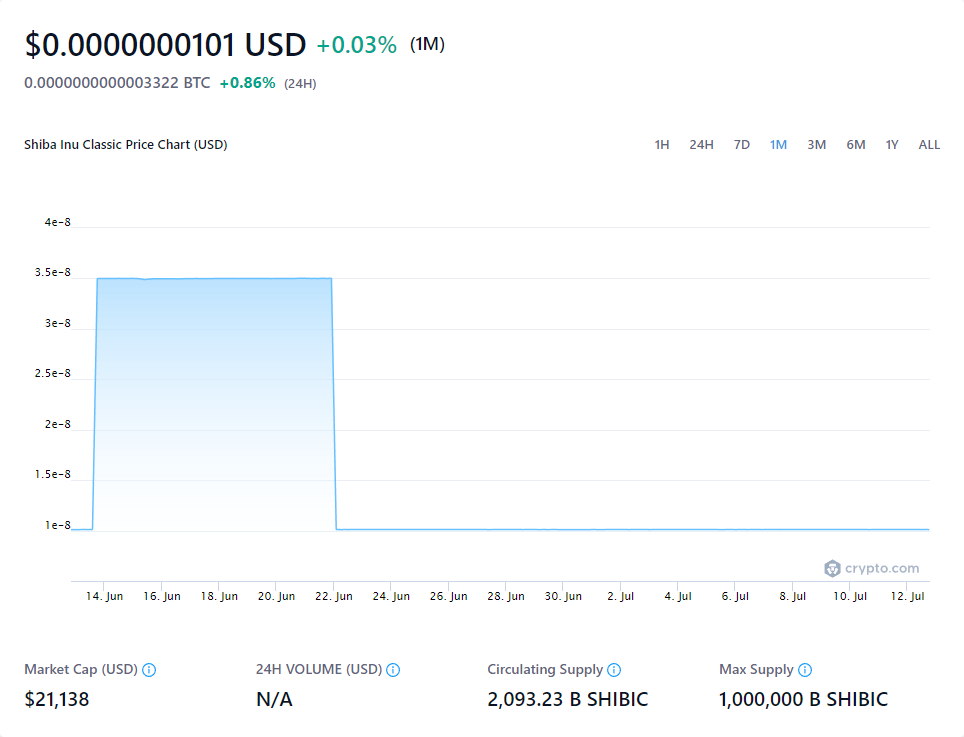 $0.0000000101 USD +0.03% (1M)
0.0000000000003322 BTC +0.86% (24H)
Shiba Inu Classic Price Chart (USD) 1H 24H 7D 1M 3M 6M 1Y ALL
4e-8
3.5e-8
3e-8
2.5e-8
2e-8
1.5e-8
1e-8
crypto.com
14. Jun 16. Jun 18. Jun 20. Jun 22. Jun 24. Jun 26. Jun 28. Jun 30. Jun 2. Jul 4. Jul 6. Jul 8. Jul 10. Jul 12. Jul
Market Cap (USD) 24H VOLUME (USD) Circulating Supply Max Supply
$21,138 N/A 2,093.23 B SHIBIC 1,000,000 B SHIBIC